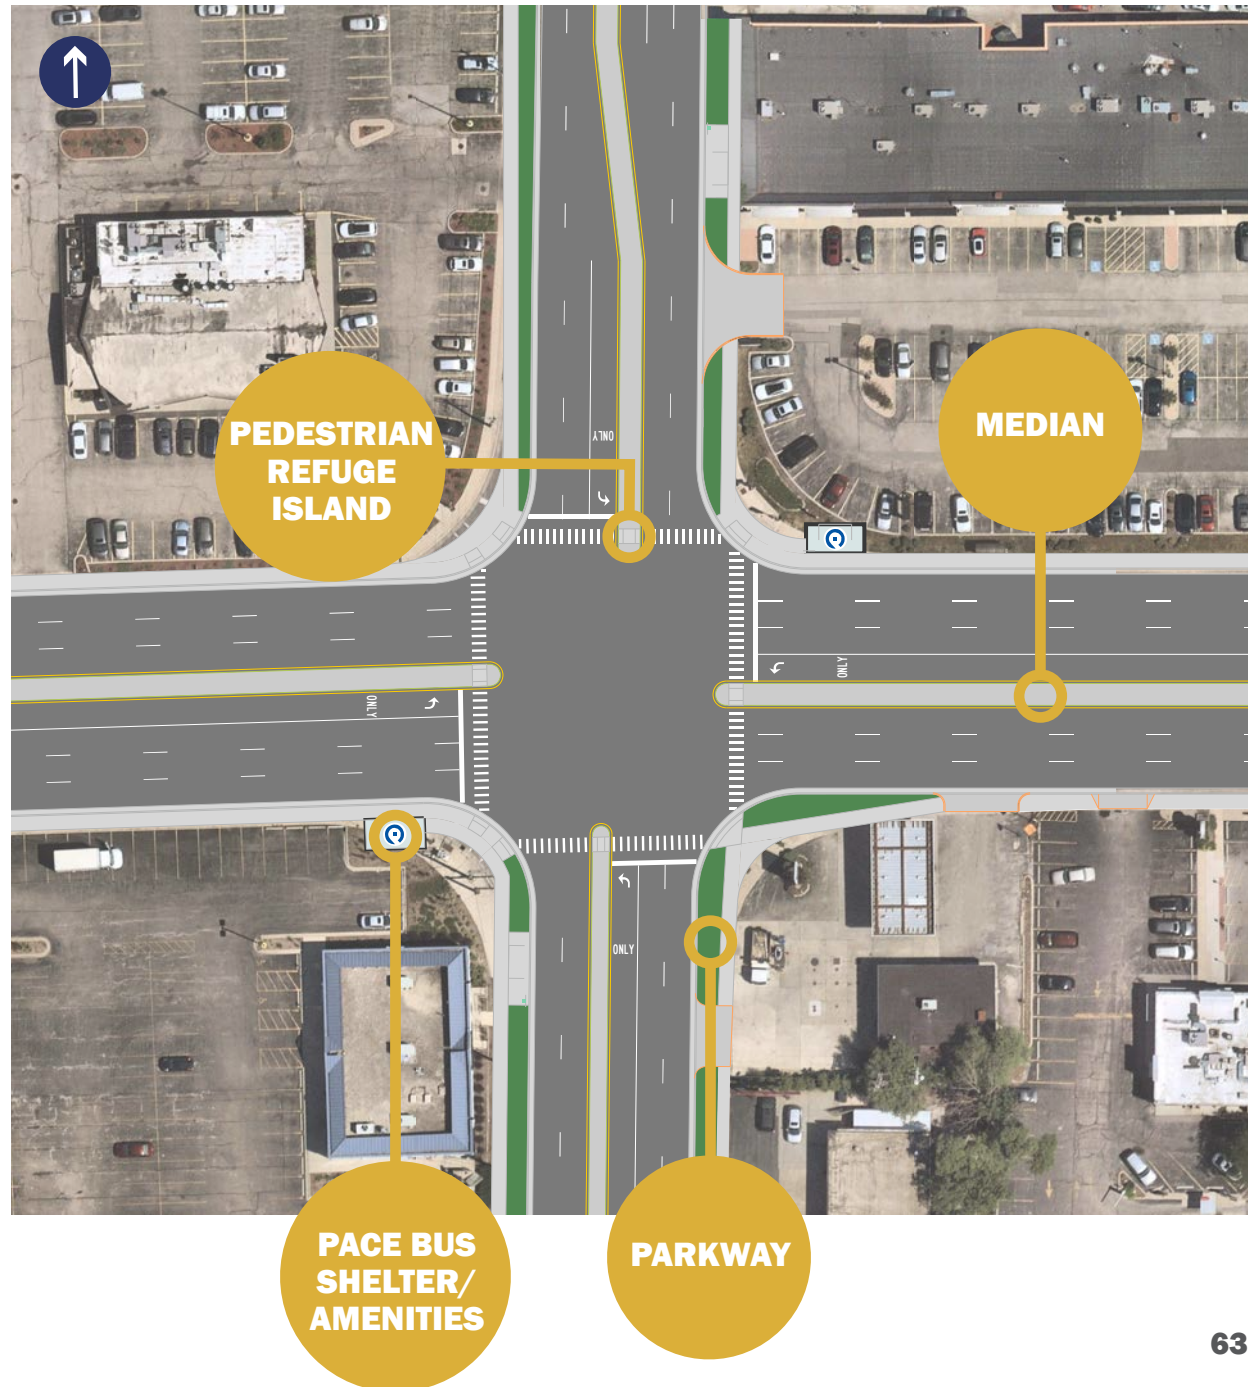 PEDESTRIAN
REFUGE
ISLAND
MEDIAN
ONLY
ONLY
ONLY
ONLY
PACE BUS
SHELTER/
AMENITIES
PARKWAY
63